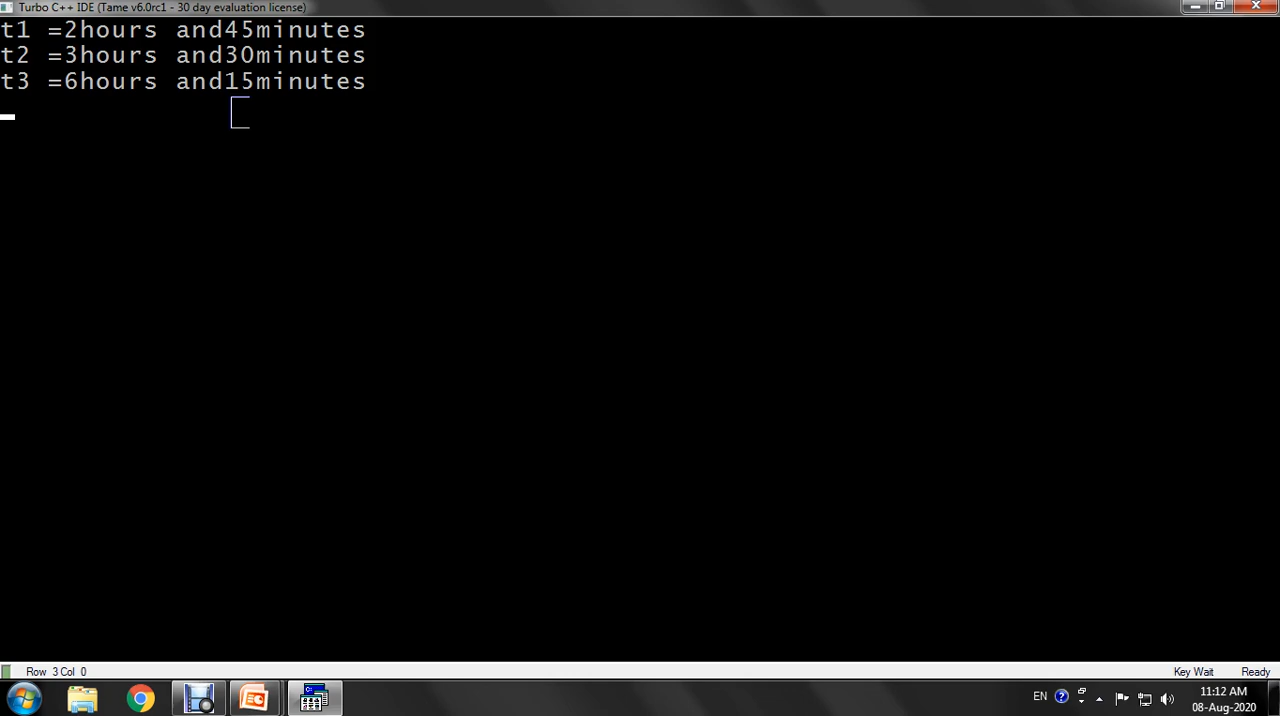 Turbo C++ IDE (Tame v6.0rc1 - 30 day evaluation license)
t1 =2hours and45minutes
t2 =3hours and30minutes
t3 =6hours and15minutes
Row 3 Col 0 Key Wait Ready
EN 11:12 AM
08-Aug-2020